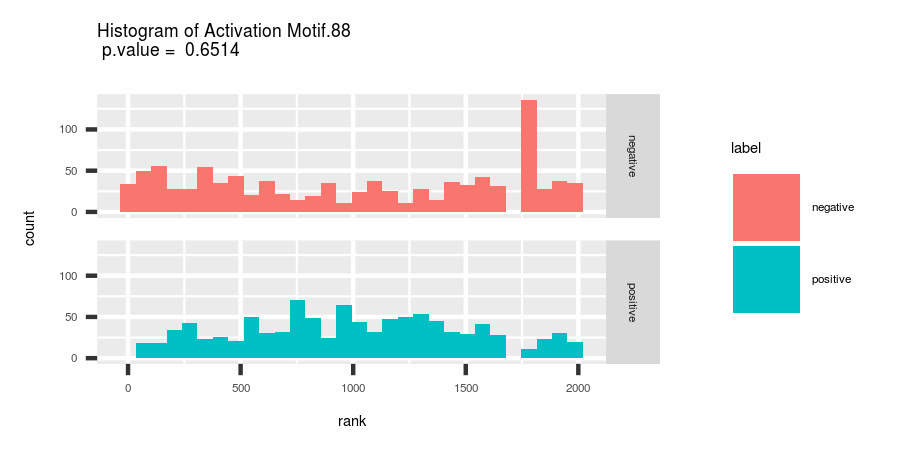 Histogram of Activation Motif.88
p.value = 0.6514
count
100
50
0
negative
100
50
0
positive
0 500 1000 1500 2000
rank
label
negative
positive